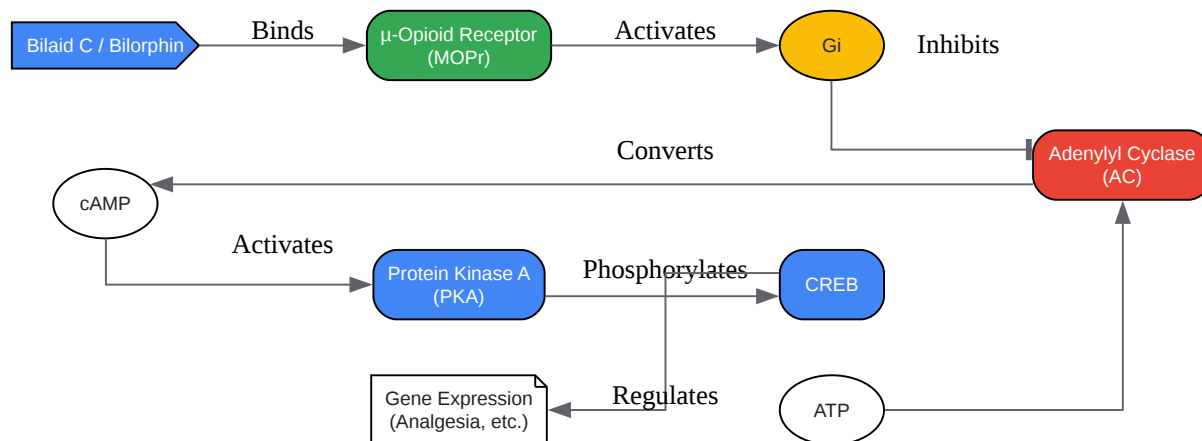 Bilaid C / Bilorphin
Binds
µ-Opioid Receptor
(MOPr)
Activates
Gi
Inhibits
Converts
Adenylyl Cyclase
(AC)
cAMP
Activates
Protein Kinase A
(PKA)
Phosphorylates
CREB
Gene Expression
(Analgesia, etc.)
Regulates
ATP